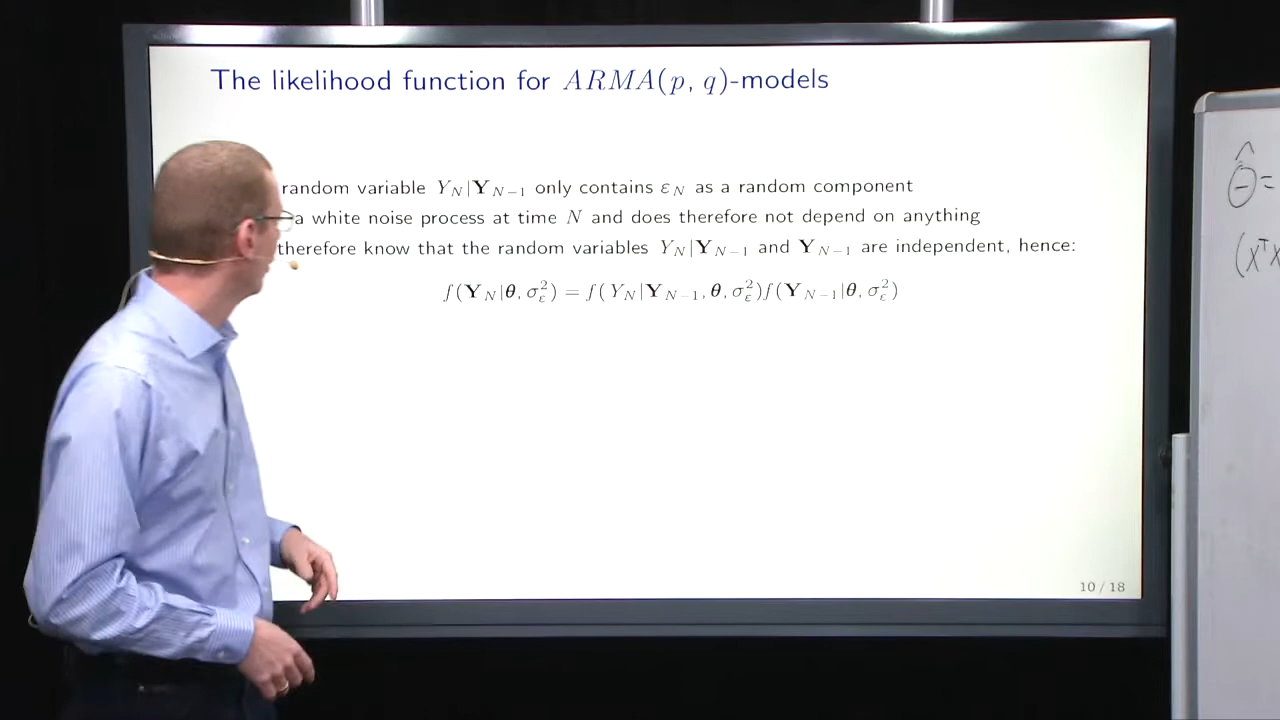 The likelihood function for ARMA(p, q)-models
random variable Y_N|𝐘_{N−1} only contains ε_N as a random component
a white noise process at time N and does therefore not depend on anything
therefore know that the random variables Y_N|𝐘_{N−1} and 𝐘_{N−1} are independent, hence:
f(𝐘_N|𝜽, σ_ε^2) = f(Y_N|𝐘_{N−1}, 𝜽, σ_ε^2)f(𝐘_{N−1}|𝜽, σ_ε^2)
10 / 18
Θ̂ =
(X^T X